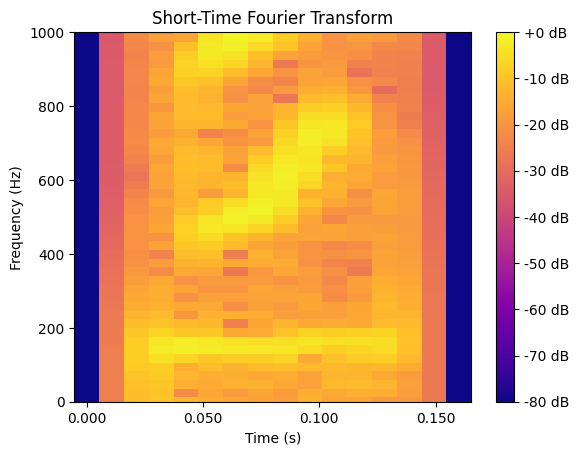 Short-Time Fourier Transform
1000
800
600
400
200
0
Frequency (Hz)
0.000
0.050
0.100
0.150
Time (s)
+0 dB
-10 dB
-20 dB
-30 dB
-40 dB
-50 dB
-60 dB
-70 dB
-80 dB